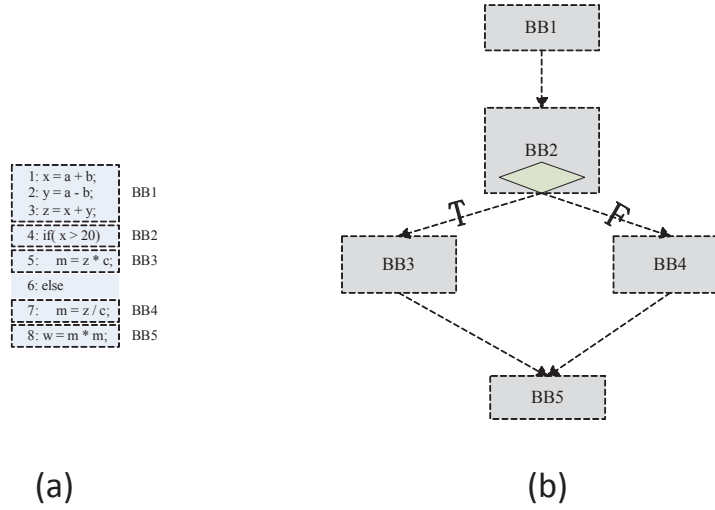 1: x = a + b;
2: y = a - b; BB1
3: z = x + y;
4: if( x > 20) BB2
5: m = z * c; BB3
6: else
7: m = z / c; BB4
8: w = m * m; BB5
(a)
BB1
BB2
T F
BB3 BB4
BB5
(b)